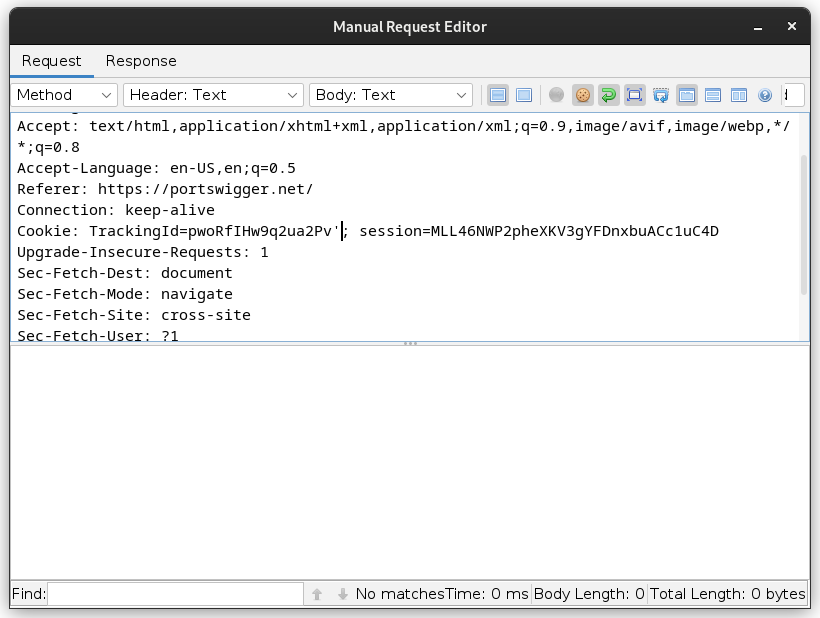 Manual Request Editor
Request Response
Method Header: Text Body: Text
Accept: text/html,application/xhtml+xml,application/xml;q=0.9,image/avif,image/webp,*/
*;q=0.8
Accept-Language: en-US,en;q=0.5
Referer: https://portswigger.net/
Connection: keep-alive
Cookie: TrackingId=pwoRfIHw9q2ua2Pv'; session=MLL46NWP2pheXKV3gYFDnxbuACc1uC4D
Upgrade-Insecure-Requests: 1
Sec-Fetch-Dest: document
Sec-Fetch-Mode: navigate
Sec-Fetch-Site: cross-site
Sec-Fetch-User: ?1
Find: No matches Time: 0 ms Body Length: 0 Total Length: 0 bytes